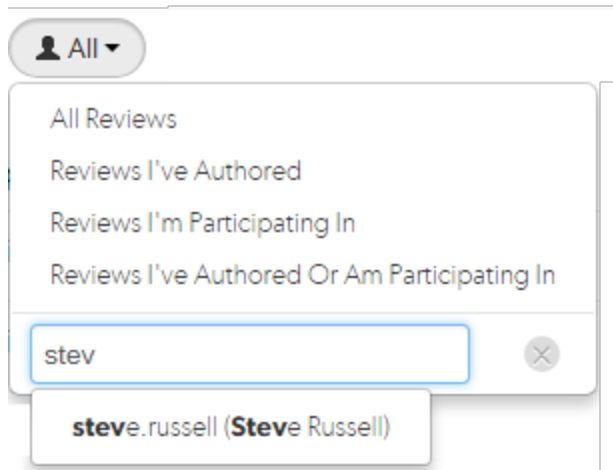 All
All Reviews
Reviews I've Authored
Reviews I'm Participating In
Reviews I've Authored Or Am Participating In
stev
steve.russell (Steve Russell)